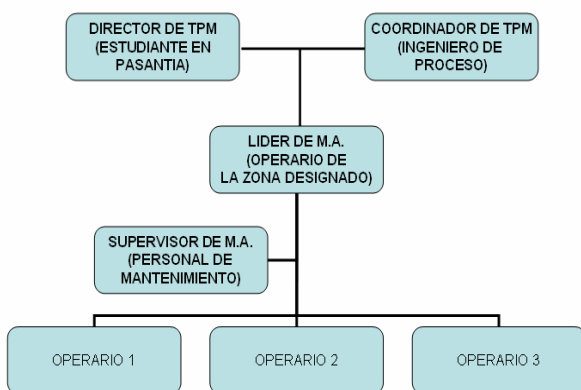 DIRECTOR DE TPM
(ESTUDIANTE EN
PASANTIA)
COORDINADOR DE TPM
(INGENIERO DE
PROCESO)
LIDER DE M.A.
(OPERARIO DE
LA ZONA DESIGNADO)
SUPERVISOR DE M.A.
(PERSONAL DE
MANTENIMIENTO)
OPERARIO 1
OPERARIO 2
OPERARIO 3